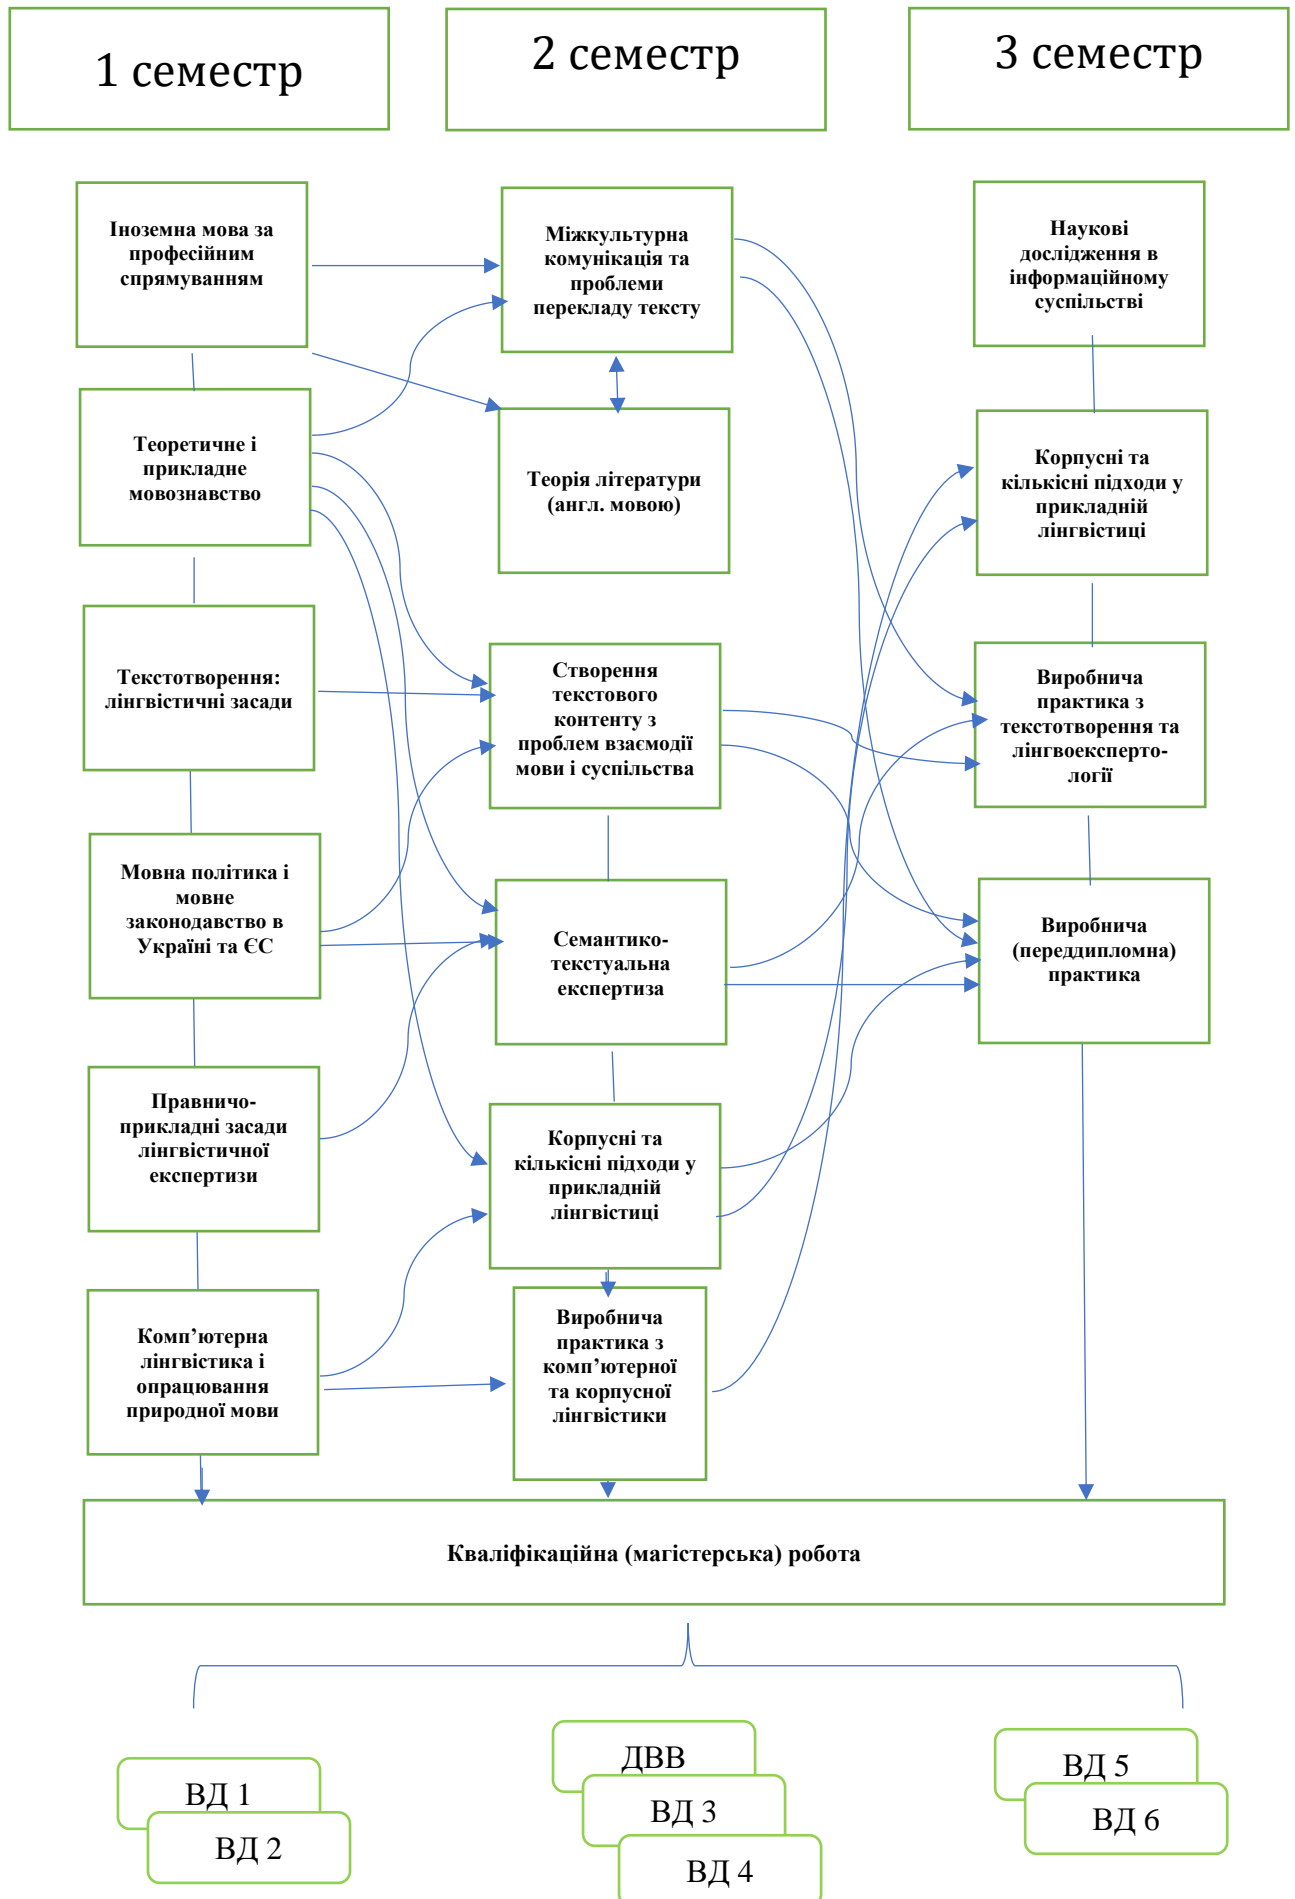 1 семестр
2 семестр
3 семестр
Іноземна мова за
професійним
спрямуванням
Теоретичне і
прикладне
мовознавство
Текстотворення:
лінгвістичні засади
Мовна політика і
мовне
законодавство в
Україні та ЄС
Правничо-
прикладні засади
лінгвістичної
експертизи
Комп’ютерна
лінгвістика і
опрацювання
природної мови
Міжкультурна
комунікація та
проблеми
перекладу тексту
Теорія літератури
(англ. мовою)
Створення
текстового
контенту з
проблем взаємодії
мови і суспільства
Семантико-
текстуальна
експертиза
Корпусні та
кількісні підходи у
прикладній
лінгвістиці
Виробнича
практика з
комп’ютерної
та корпусної
лінгвістики
Наукові
дослідження в
інформаційному
суспільстві
Корпусні та
кількісні підходи у
прикладній
лінгвістиці
Виробнича
практика з
текстотворення та
лінгвоексперто-
логії
Виробнича
(переддипломна)
практика
Кваліфікаційна (магістерська) робота
ВД 1
ВД 2
ДВВ
ВД 3
ВД 4
ВД 5
ВД 6